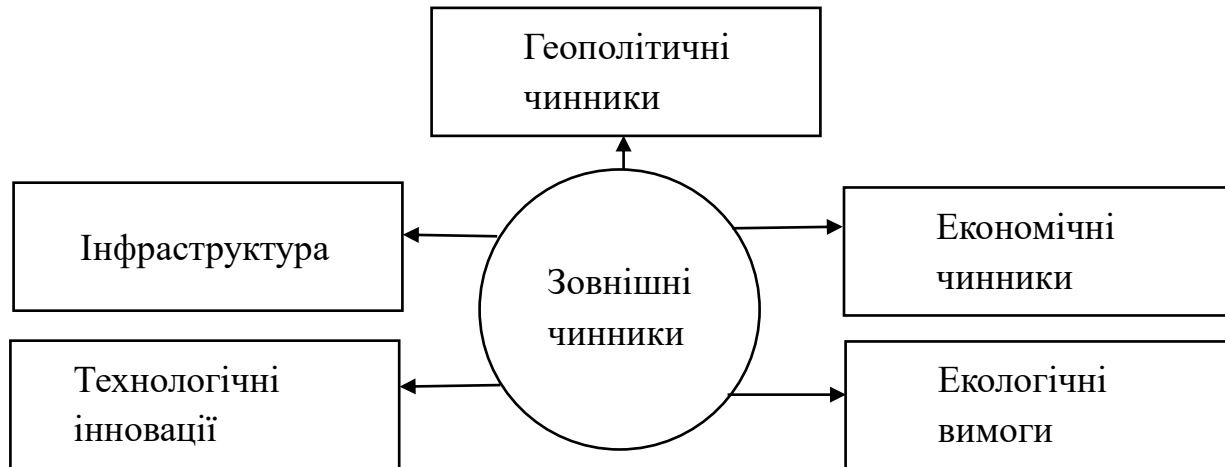 Геополітичні
чинники
Інфраструктура
Економічні
чинники
Зовнішні
чинники
Технологічні
інновації
Екологічні
вимоги